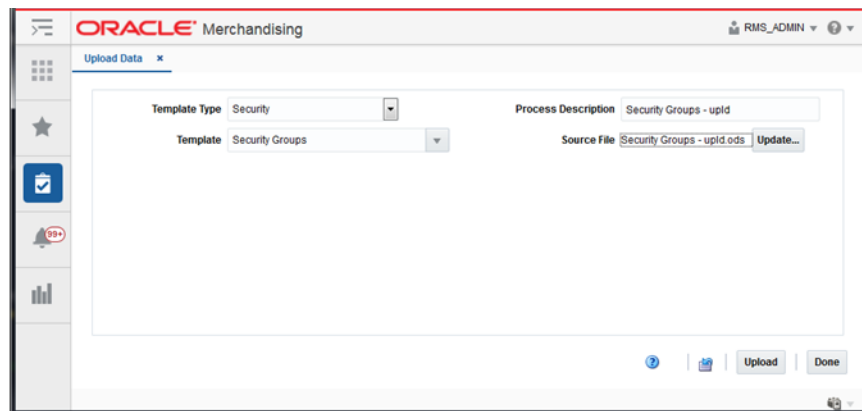 ORACLE® Merchandising
RMS_ADMIN
Upload Data ×
Template Type Security
Process Description Security Groups - upld
Template Security Groups
Source File Security Groups - upld.ods Update...
99+
? Upload Done